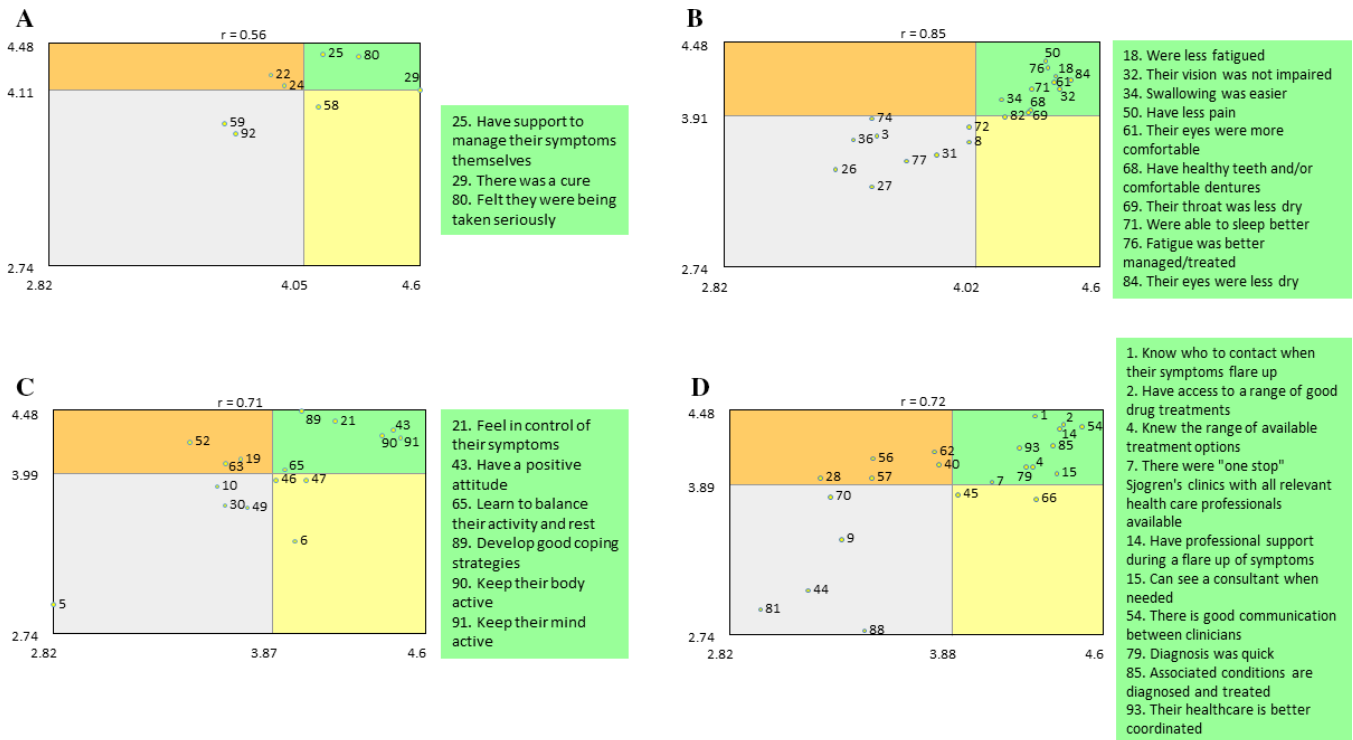 A
r = 0.56
4.48
4.11
2.74
2.82
4.05
4.6
25
80
22
24
29
58
59
92
25. Have support to
manage their symptoms
themselves
29. There was a cure
80. Felt they were being
taken seriously
B
r = 0.85
4.48
3.91
2.74
2.82
4.02
4.6
50
76
18
84
71
61
32
34
68
82
69
74
72
36
3
8
31
77
26
27
18. Were less fatigued
32. Their vision was not impaired
34. Swallowing was easier
50. Have less pain
61. Their eyes were more
comfortable
68. Have healthy teeth and/or
comfortable dentures
69. Their throat was less dry
71. Were able to sleep better
76. Fatigue was better
managed/treated
84. Their eyes were less dry
C
r = 0.71
4.48
3.99
2.74
2.82
3.87
4.6
89
21
43
90
91
52
19
63
65
46
47
10
30
49
6
5
21. Feel in control of
their symptoms
43. Have a positive
attitude
65. Learn to balance
their activity and rest
89. Develop good coping
strategies
90. Keep their body
active
91. Keep their mind
active
D
r = 0.72
4.48
3.89
2.74
2.82
3.88
4.6
1
2
54
14
85
93
62
56
40
4
79
15
28
57
7
45
66
70
9
44
81
88
1. Know who to contact when
their symptoms flare up
2. Have access to a range of good
drug treatments
4. Knew the range of available
treatment options
7. There were "one stop"
Sjogren's clinics with all relevant
health care professionals
available
14. Have professional support
during a flare up of symptoms
15. Can see a consultant when
needed
54. There is good communication
between clinicians
79. Diagnosis was quick
85. Associated conditions are
diagnosed and treated
93. Their healthcare is better
coordinated